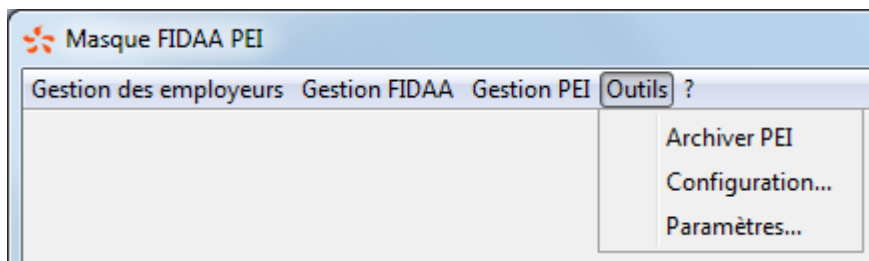 Masque FIDAA PEI
Gestion des employeurs Gestion FIDAA Gestion PEI Outils ?
Archiver PEI
Configuration...
Paramètres...